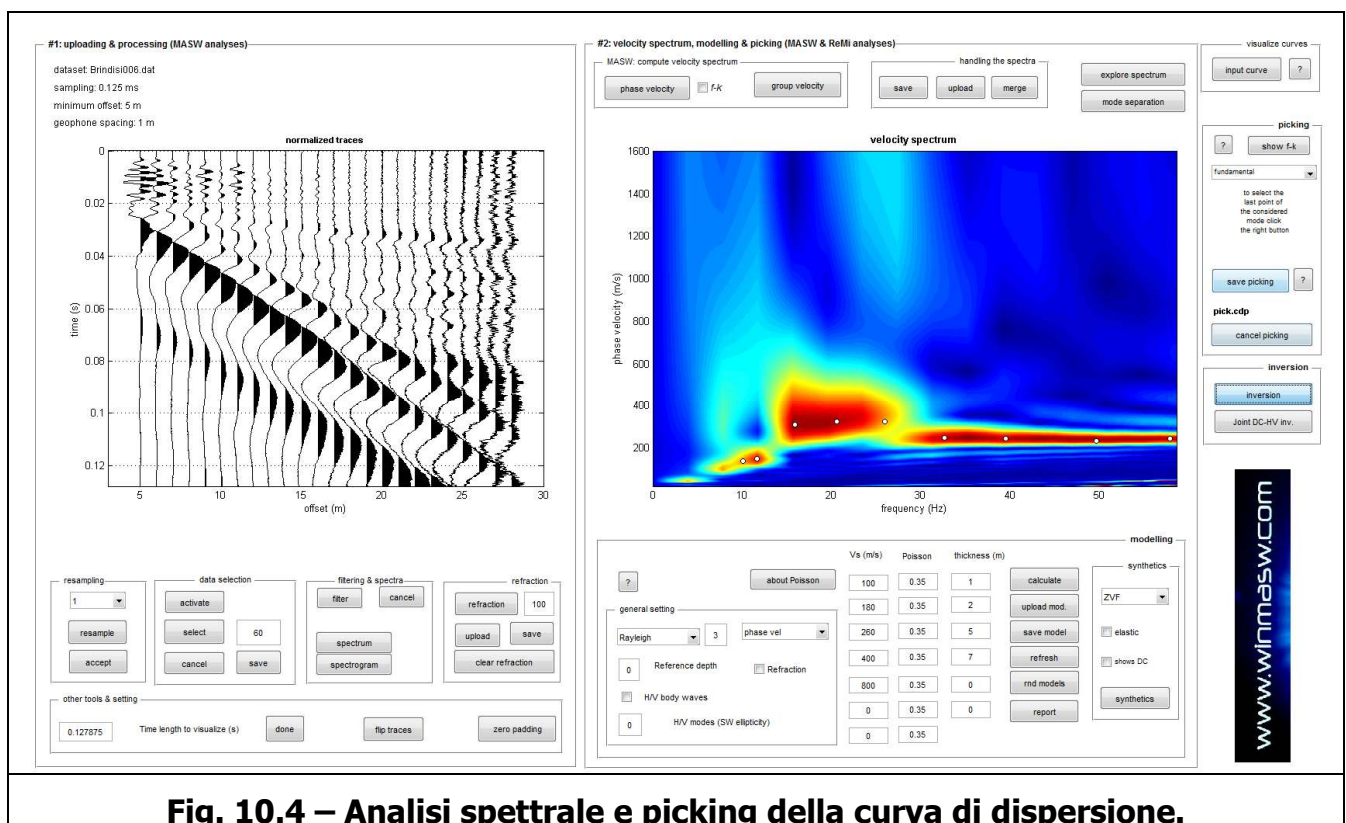 #1: uploading & processing (MASW analyses)
dataset: Brindisi006.dat
sampling: 0.125 ms
minimum offset: 5 m
geophone spacing: 1 m
normalized traces
0
0.02
0.04
0.06
0.08
0.1
0.12
time (s)
5 10 15 20 25 30
offset (m)
resampling
1
resample
accept
data selection
activate
select 60
cancel save
filtering & spectra
filter cancel
spectrum
spectrogram
refraction
refraction 100
upload save
clear refraction
other tools & setting
0.127875 Time length to visualize (s) done flip traces zero padding
#2: velocity spectrum, modelling & picking (MASW & ReMi analyses)
MASW: compute velocity spectrum
phase velocity f-K group velocity
handling the spectra
save upload merge
explore spectrum
mode separation
velocity spectrum
1600
1400
1200
1000
800
600
400
200
phase velocity (m/s)
0 10 20 30 40 50
frequency (Hz)
modelling
? about Poisson
general setting
Rayleigh 3 phase vel
0 Reference depth Refraction
H/V body waves
0 H/V modes (SW ellipticity)
Vs (m/s) Poisson thickness (m)
100 0.35 1
180 0.35 2
260 0.35 5
400 0.35 7
800 0.35 0
0 0.35 0
0 0.35
calculate
upload mod.
save model
refresh
rnd models
report
synthetics
ZVF
elastic
shows DC
synthetics
visualize curves
input curve ?
picking
? show f-k
fundamental
to select the
last point of
the considered
mode click
the right button
save picking ?
pick.cdp
cancel picking
inversion
inversion
Joint DC-HV inv.
www.winmasw.com
Fig. 10.4 – Analisi spettrale e picking della curva di dispersione.